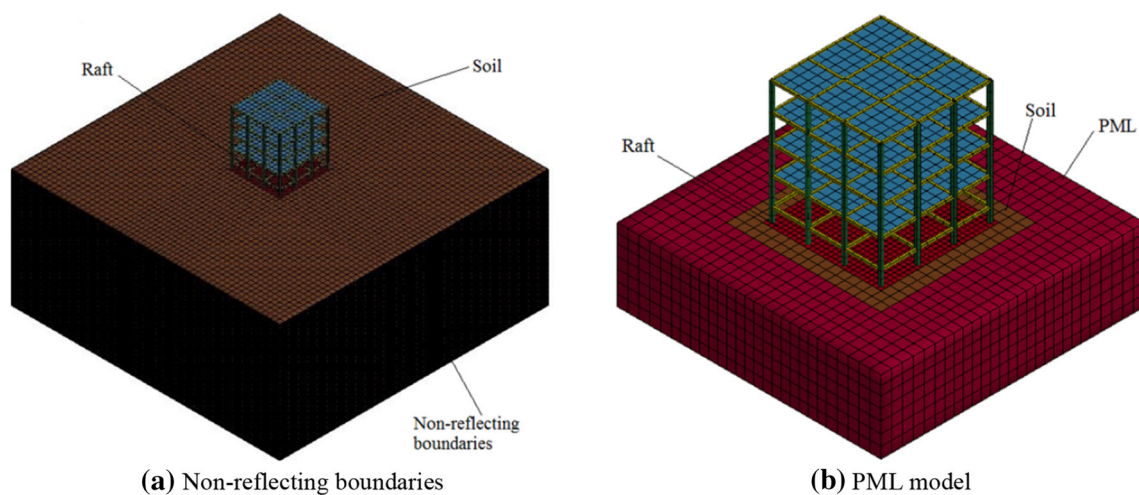 Raft
Soil
Non-reflecting
boundaries
(a) Non-reflecting boundaries
Raft
Soil
PML
(b) PML model